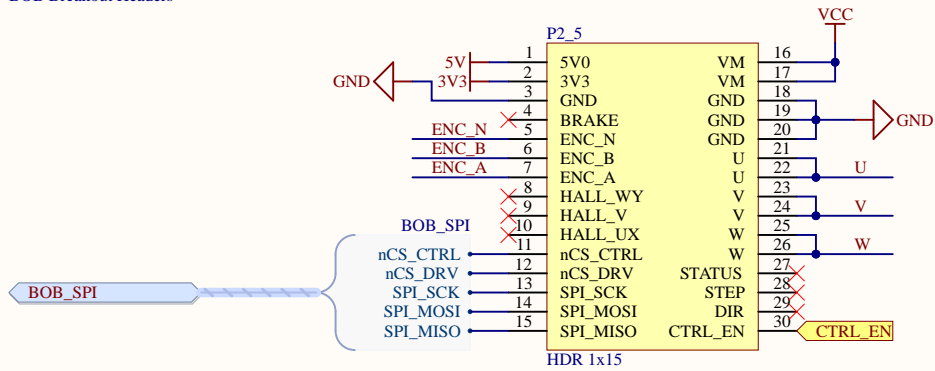 BOB Breakout Headers
VCC
P2_5
5V 1 5V0 VM 16
3V3 2 3V3 VM 17
GND 3 GND GND 18
4 BRAKE GND 19 GND
ENC_N 5 ENC_N GND 20
ENC_B 6 ENC_B U 21
ENC_A 7 ENC_A U 22 U
8 HALL_WY V 23
9 HALL_V V 24 V
10 HALL_UX W 25
BOB_SPI
nCS_CTRL 11 nCS_CTRL W 26 W
nCS_DRV 12 nCS_DRV STATUS 27
BOB_SPI SPI_SCK 13 SPI_SCK STEP 28
SPI_MOSI 14 SPI_MOSI DIR 29
SPI_MISO 15 SPI_MISO CTRL_EN 30 CTRL_EN
HDR 1x15